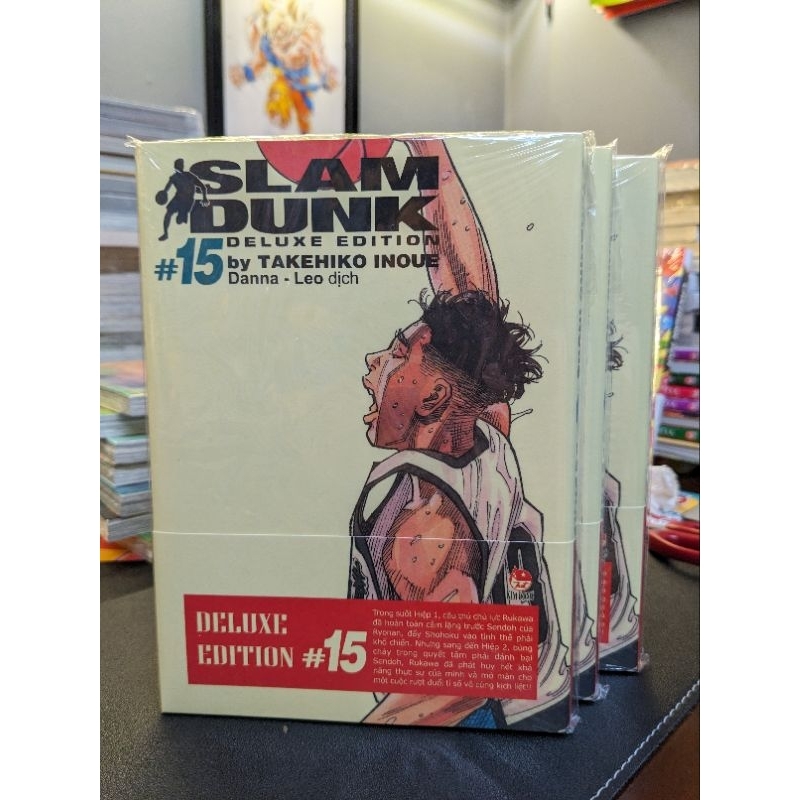 SLAM
DUNK
DELUXE EDITION
#15 by TAKEHIKO INOUE
Danna - Leo dịch
KIM ĐỒNG
DELUXE
EDITION #15
Trong suốt Hiệp 1, cầu thủ chủ lực Rukawa
đã hoàn toàn câm lặng trước Sendoh của
Ryonan, đẩy Shohoku vào tình thế phải
khổ chiến. Nhưng sang đến Hiệp 2, bùng
cháy trong quyết tâm phải đánh bại
Sendoh, Rukawa đã phát huy hết khả
năng thực sự của mình và mở màn cho
một cuộc rượt đuổi tỉ số vô cùng kịch liệt!!